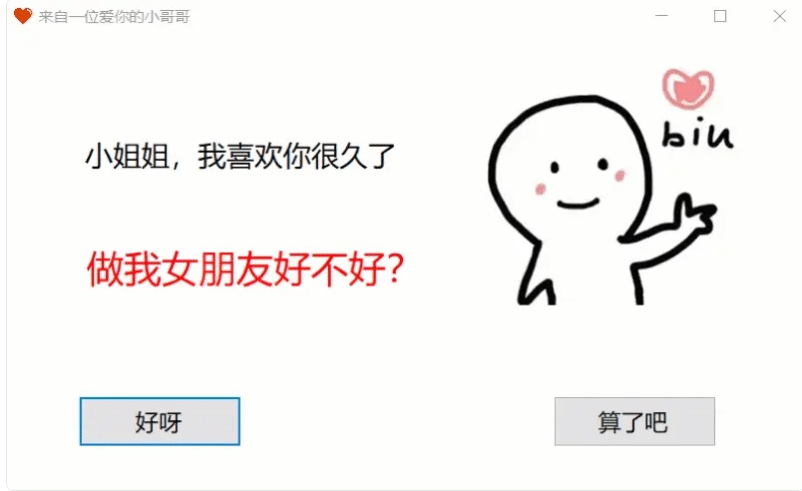 来自一位爱你的小哥哥
biu
小姐姐，我喜欢你很久了
做我女朋友好不好?
好呀
算了吧